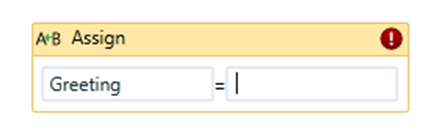 A+B Assign
Greeting =